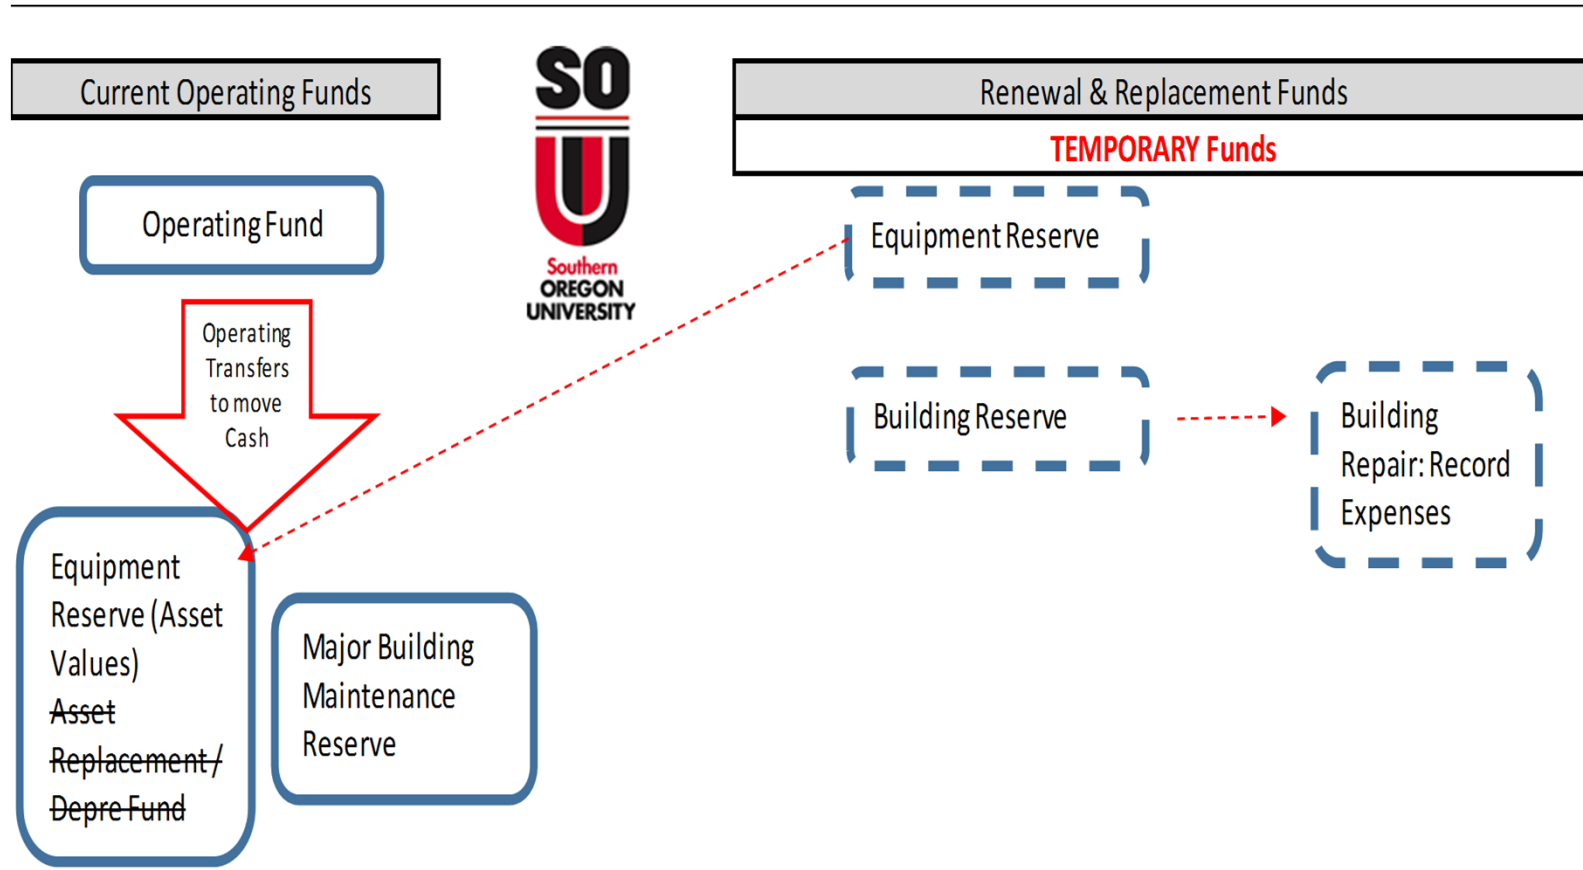 Current Operating Funds
SO
U
Southern
OREGON
UNIVERSITY
Renewal & Replacement Funds
TEMPORARY Funds
Operating Fund
Operating
Transfers
to move
Cash
Equipment Reserve
Building Reserve
Building
Repair: Record
Expenses
Equipment
Reserve (Asset
Values)
Asset
Replacement /
Depre Fund
Major Building
Maintenance
Reserve